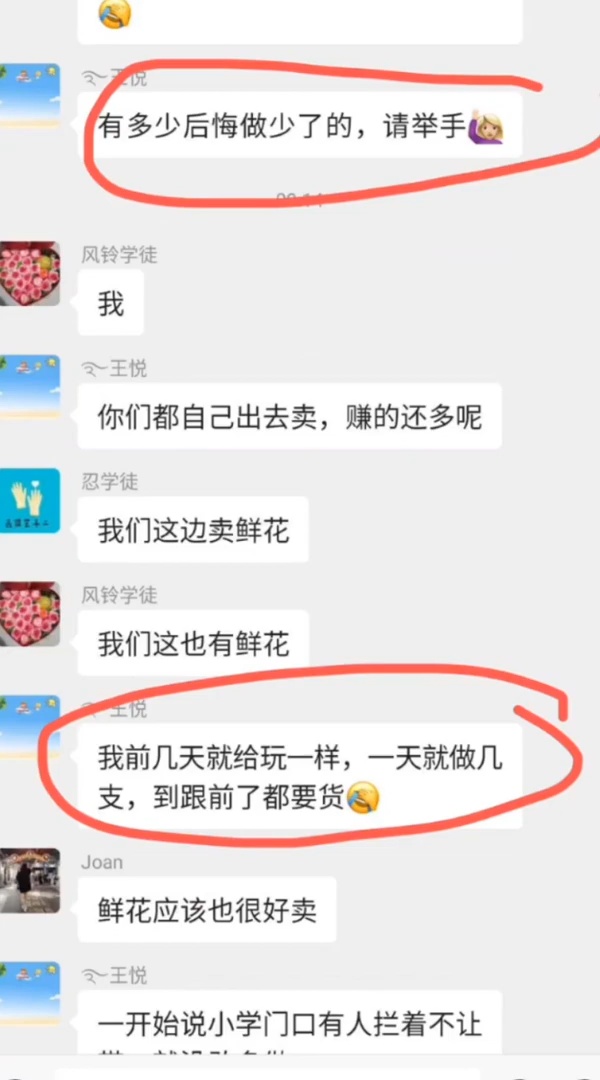 王悦
有多少后悔做少了的，请举手
风铃学徒
我
王悦
你们都自己出去卖，赚的还多呢
忍学徒
我们这边卖鲜花
风铃学徒
我们这也有鲜花
王悦
我前几天就给玩一样，一天就做几
支，到跟前了都要货
Joan
鲜花应该也很好卖
王悦
一开始说小学门口有人拦着不让